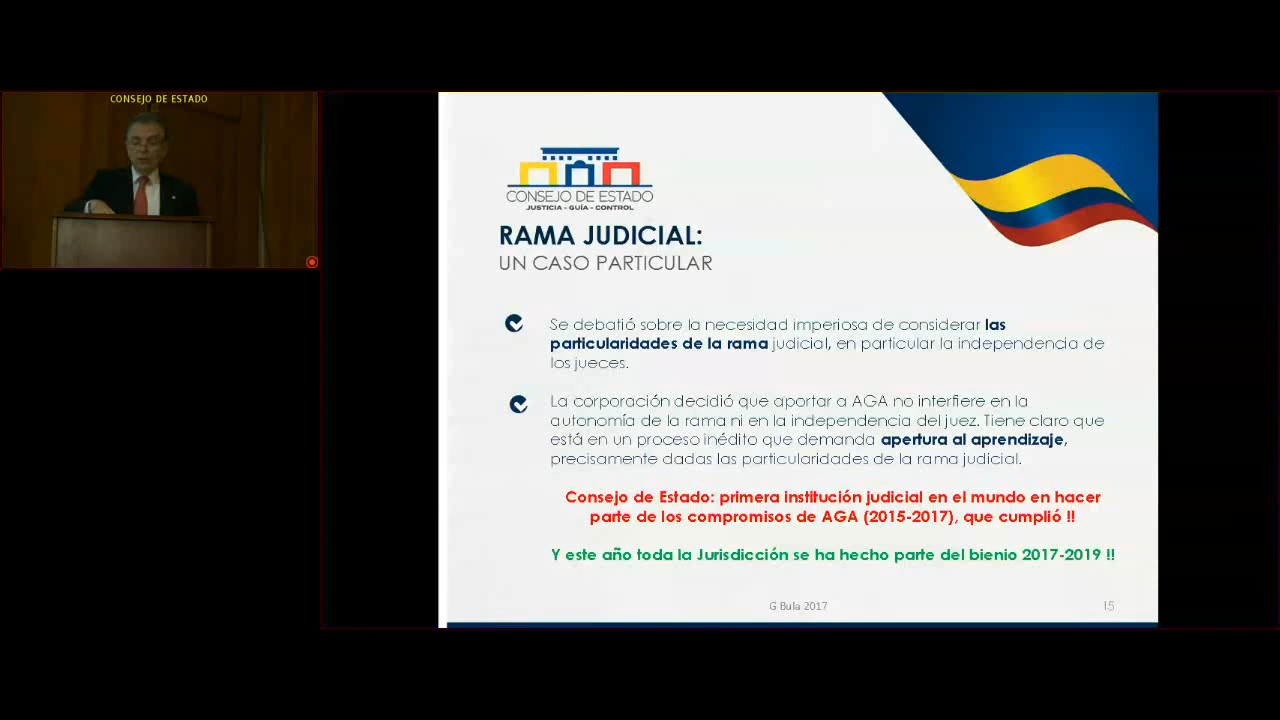 CONSEJO DE ESTADO
CONSEJO DE ESTADO
JUSTICIA - GUÍA - CONTROL
RAMA JUDICIAL:
UN CASO PARTICULAR
Se debatió sobre la necesidad imperiosa de considerar las
particularidades de la rama judicial, en particular la independencia de
los jueces.
La corporación decidió que aportar a AGA no interfiere en la
autonomía de la rama ni en la independencia del juez. Tiene claro que
está en un proceso inédito que demanda apertura al aprendizaje,
precisamente dadas las particularidades de la rama judicial.
Consejo de Estado: primera institución judicial en el mundo en hacer
parte de los compromisos de AGA (2015-2017), que cumplió !!
Y este año toda la Jurisdicción se ha hecho parte del bienio 2017-2019 !!
G Bula 2017
15